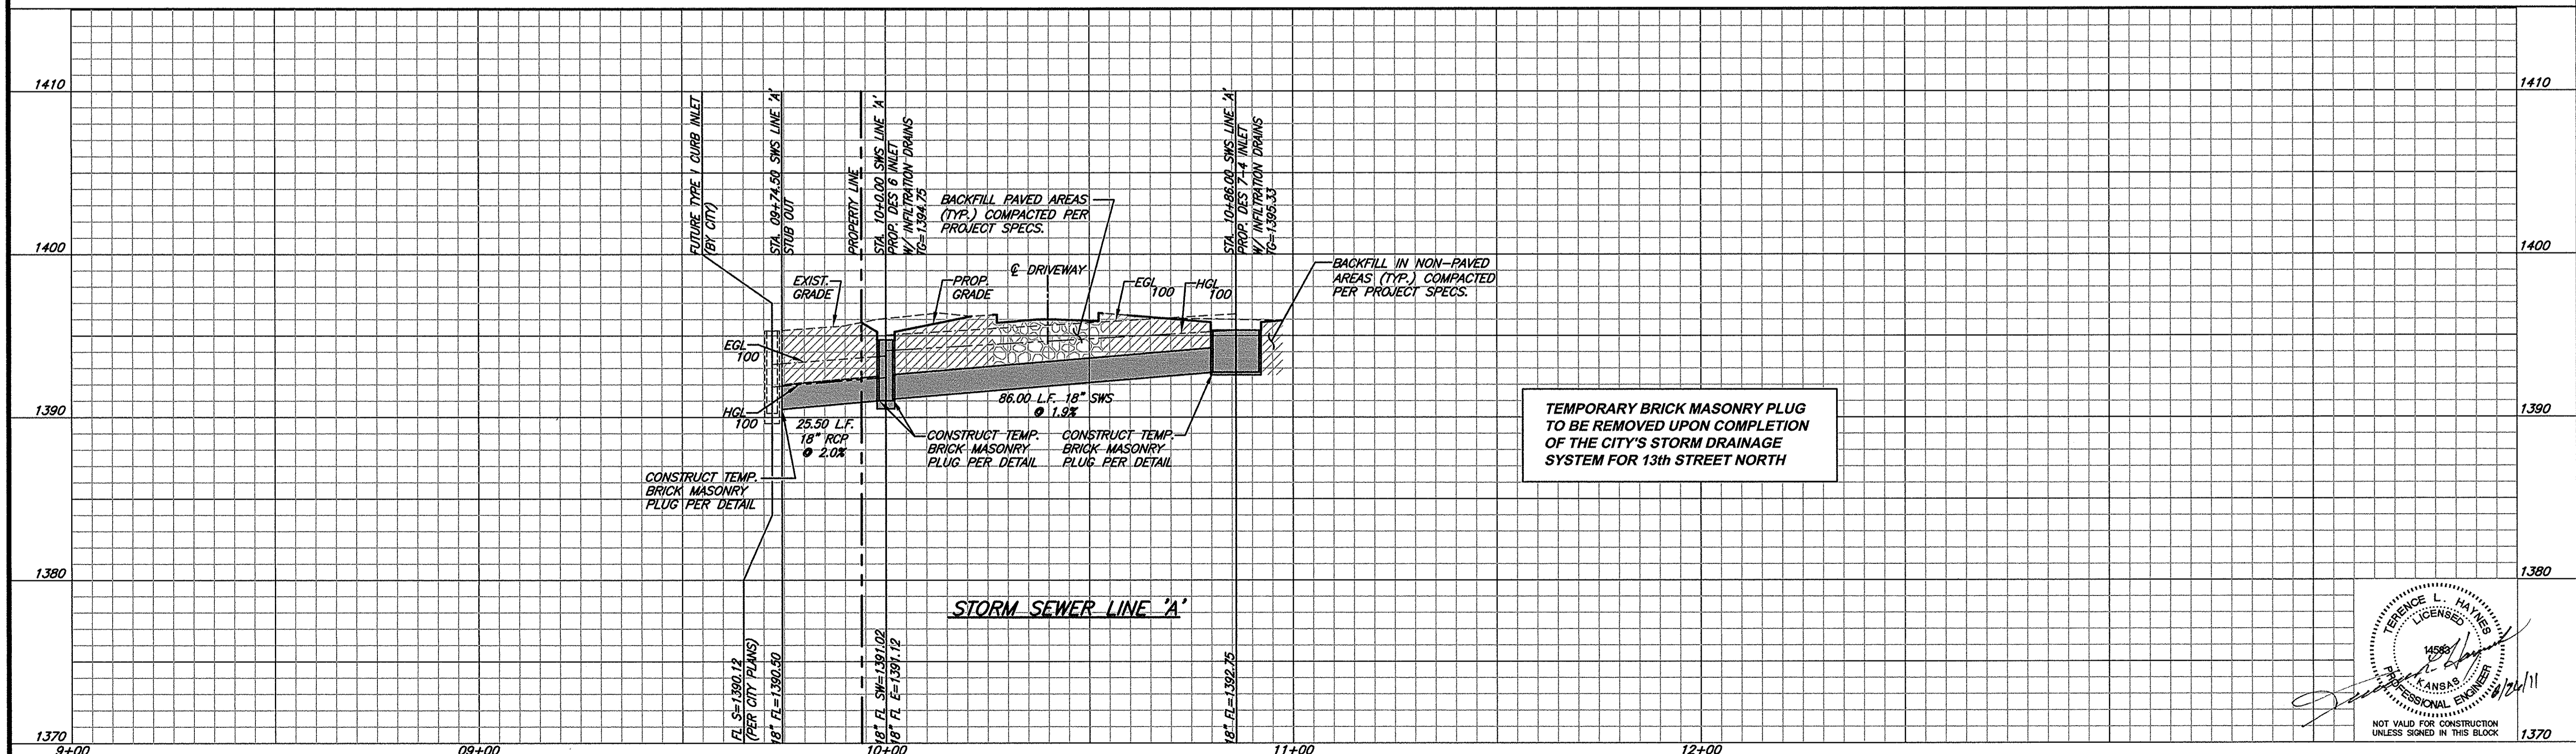 1410
1400
1390
1380
1370
1410
1400
1390
1380
1370
9+00
09+00
10+00
11+00
12+00
FUTURE TYPE 1 CURB INLET
(BY CITY)
STA. 09+74.50 SWS LINE 'A'
STUB OUT
PROPERTY LINE
STA. 10+0.00 SWS LINE 'A'
PROP. DES 6 INLET
W/ INFILTRATION DRAINS
TG=1394.75
BACKFILL PAVED AREAS
(TYP.) COMPACTED PER
PROJECT SPECS.
STA. 10+86.00 SWS LINE 'A'
PROP. DES 7-4 INLET
W/ INFILTRATION DRAINS
TG=1395.33
BACKFILL IN NON-PAVED
AREAS (TYP.) COMPACTED
PER PROJECT SPECS.
EXIST.
GRADE
PROP.
GRADE
℄ DRIVEWAY
EGL
100
HGL
100
EGL
100
HGL
100
25.50 L.F.
18" RCP
@ 2.0%
86.00 L.F. 18" SWS
@ 1.9%
CONSTRUCT TEMP.
BRICK MASONRY
PLUG PER DETAIL
CONSTRUCT TEMP.
BRICK MASONRY
PLUG PER DETAIL
CONSTRUCT TEMP.
BRICK MASONRY
PLUG PER DETAIL
TEMPORARY BRICK MASONRY PLUG
TO BE REMOVED UPON COMPLETION
OF THE CITY'S STORM DRAINAGE
SYSTEM FOR 13th STREET NORTH
STORM SEWER LINE 'A'
FL S=1390.12
(PER CITY PLANS)
18" FL=1390.50
18" FL SW=1391.02
18" FL E=1391.12
18" FL=1392.75
TERENCE L. HAYNES
LICENSED
14583
KANSAS
PROFESSIONAL ENGINEER
8/24/11
NOT VALID FOR CONSTRUCTION
UNLESS SIGNED IN THIS BLOCK